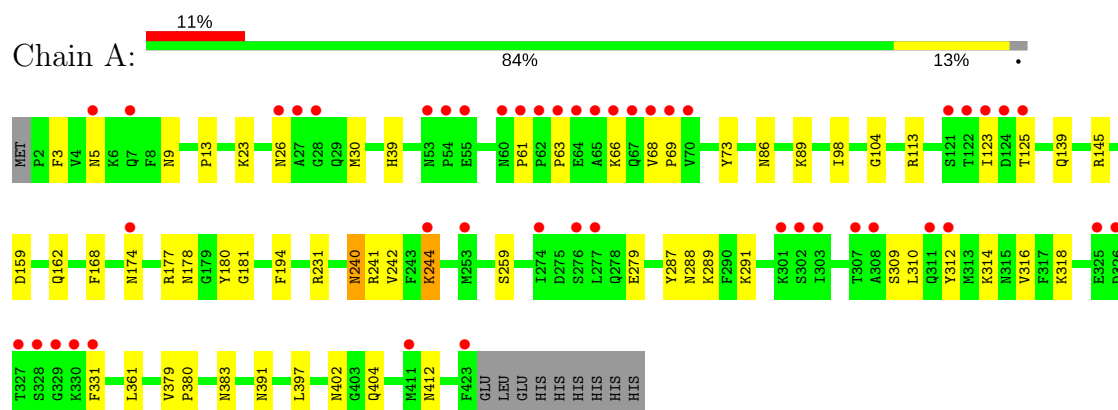 11%
Chain A:
84% 13% •
MET P2 F3 V4 N5 K6 Q7 F8 N9 P13 K23 N26 A27 G28 Q29 M30 H39 N53 P54 E55 N60 P61 P62 P63 E64 A65 K66 Q67 V68 P69 V70 Y73 N86 K89 I98 G104 R113 S121 T122 I123 D124 T125 Q139 R145
D159 Q162 F168 N174 R177 N178 G179 Y180 G181 F194 R231 N240 R241 V242 F243 K244 M253 S259 I274 D275 S276 L277 Q278 E279 Y287 N288 K289 F290 K291 K301 S302 I303 T307 A308 S309 L310 Q311 Y312 M313 K314 N315 V316 F317 K318 E325
T327 S328 G329 K330 F331 L361 V379 P380 N383 N391 L397 N402 G403 Q404 M411 N412 F423 GLU LEU GLU HIS HIS HIS HIS HIS HIS